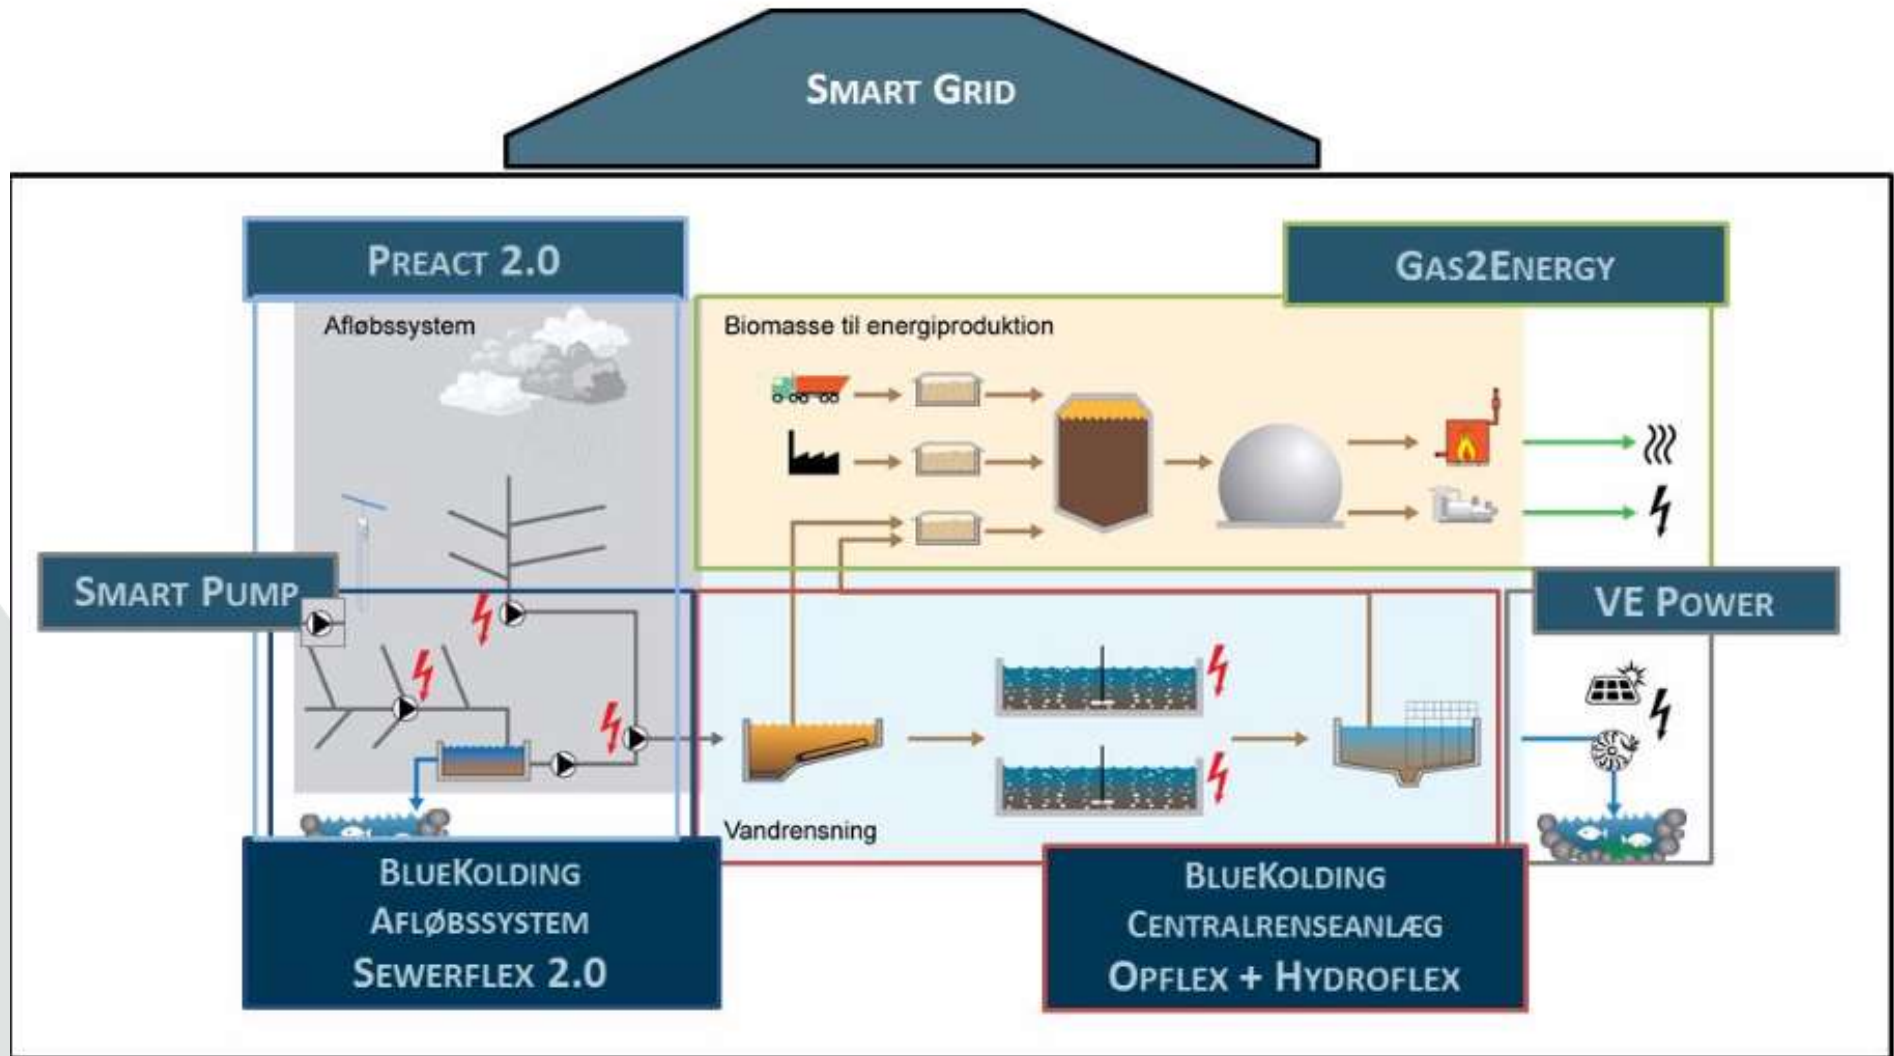 SMART GRID
PREACT 2.0
GAS2ENERGY
Afløbssystem
Biomasse til energiproduktion
SMART PUMP
VE POWER
Vandrensning
BLUEKOLDING
AFLØBSSYSTEM
SEWERFLEX 2.0
BLUEKOLDING
CENTRALRENSEANLÆG
OPFLEX + HYDROFLEX